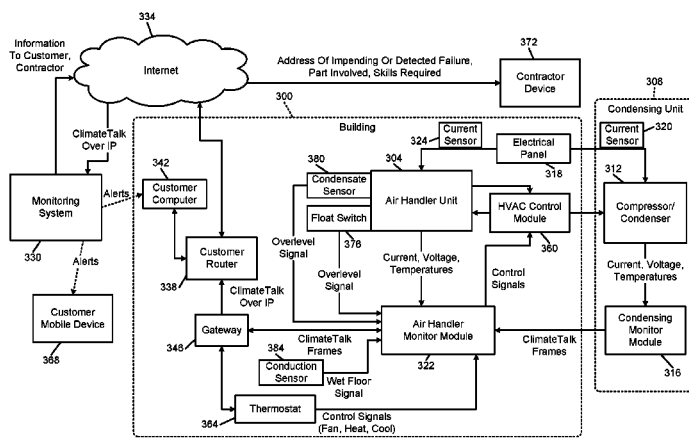 334
Information
To Customer,
Contractor
Internet
Address Of Impending Or Detected Failure,
Part Involved, Skills Required
372
Contractor
Device
300
308
Condensing Unit
Building
ClimateTalk
Over IP
342
Customer
Computer
Alerts
Monitoring
System
330
Alerts
Customer
Mobile Device
368
Customer
Router
338
ClimateTalk
Over IP
Gateway
346
380
Condensate
Sensor
Float Switch
376
304
Air Handler
Unit
324
Current
Sensor
Electrical
Panel
318
Current
Sensor
320
312
Compressor/
Condenser
HVAC Control
Module
360
Overlevel
Signal
Overlevel
Signal
Current, Voltage,
Temperatures
Control
Signals
Current, Voltage,
Temperatures
Air Handler
Monitor Module
322
ClimateTalk
Frames
Condensing
Monitor
Module
316
ClimateTalk
Frames
384
Conduction
Sensor
Wet Floor
Signal
Thermostat
364
Control Signals
(Fan, Heat, Cool)